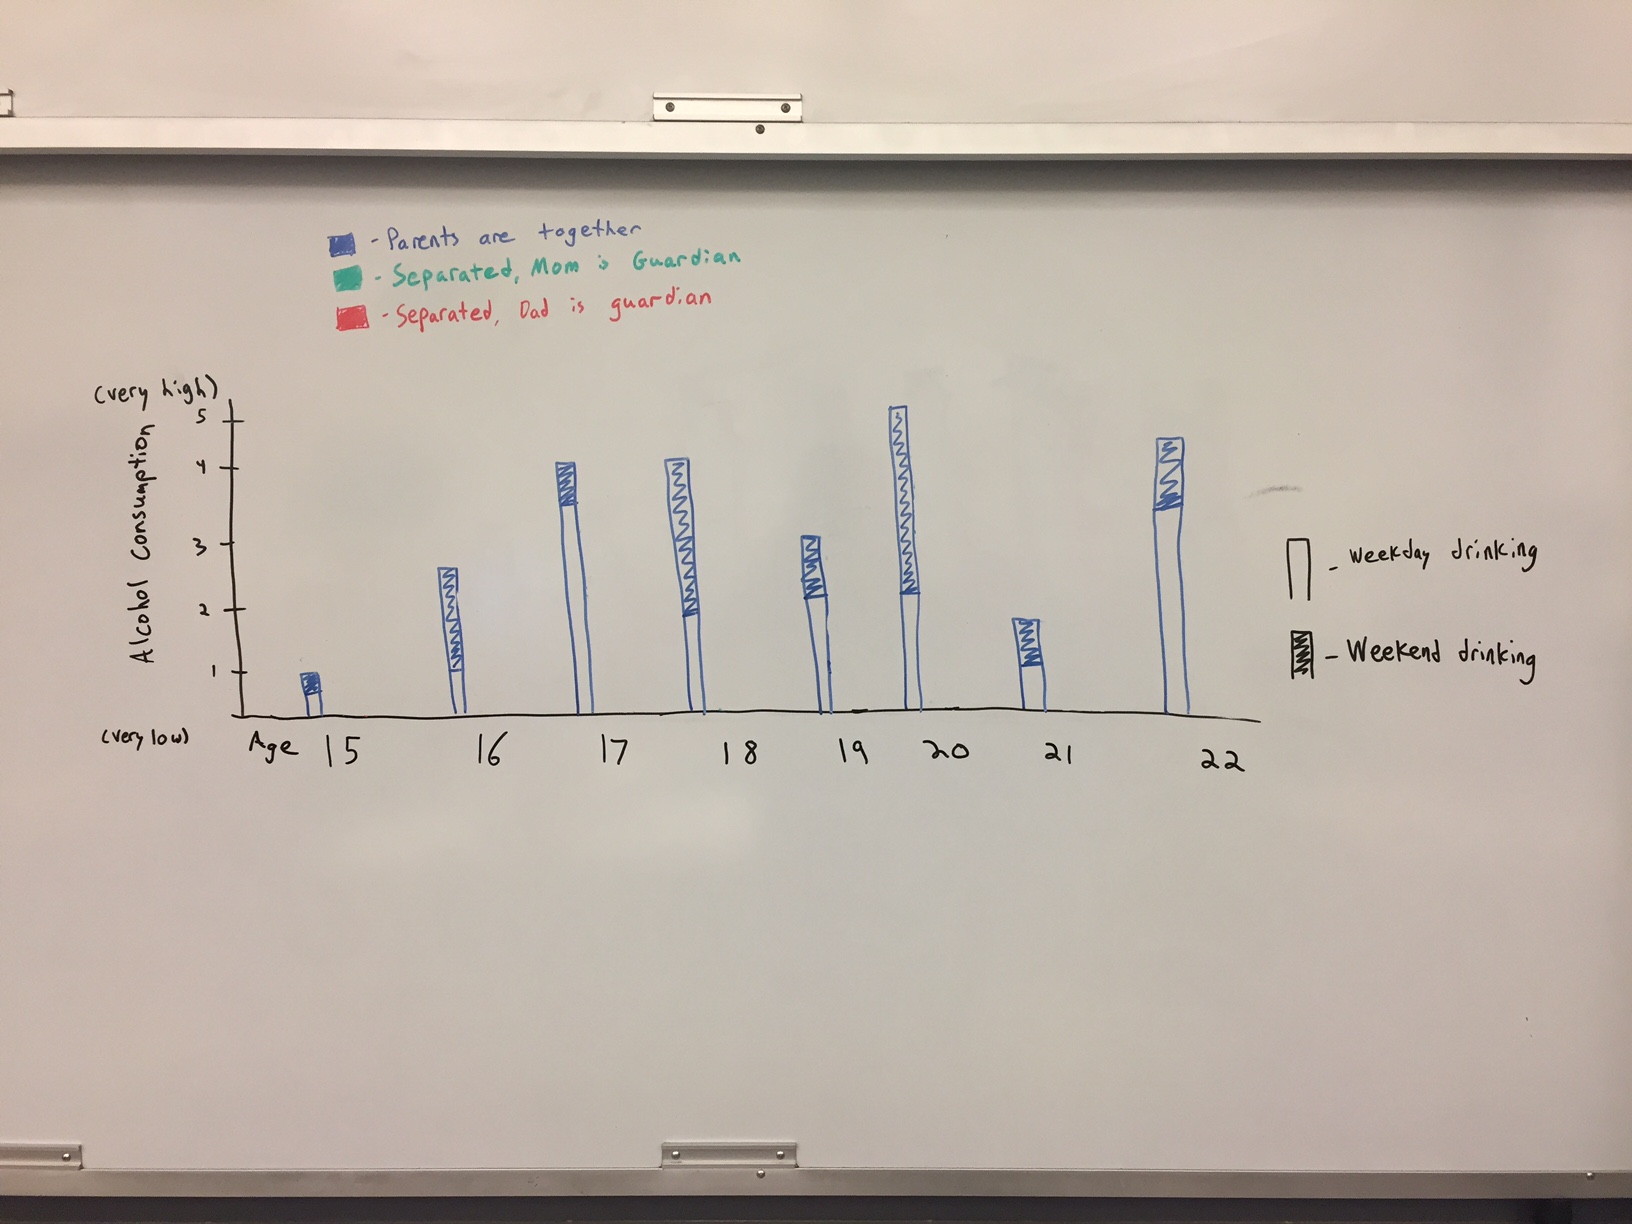 - Parents are together
- Separated, Mom is Guardian
- Separated, Dad is guardian
(very high)
5
4
3
2
1
Alcohol Consumption
(very low)
Age 15 16 17 18 19 20 21 22
- weekday drinking
- Weekend drinking